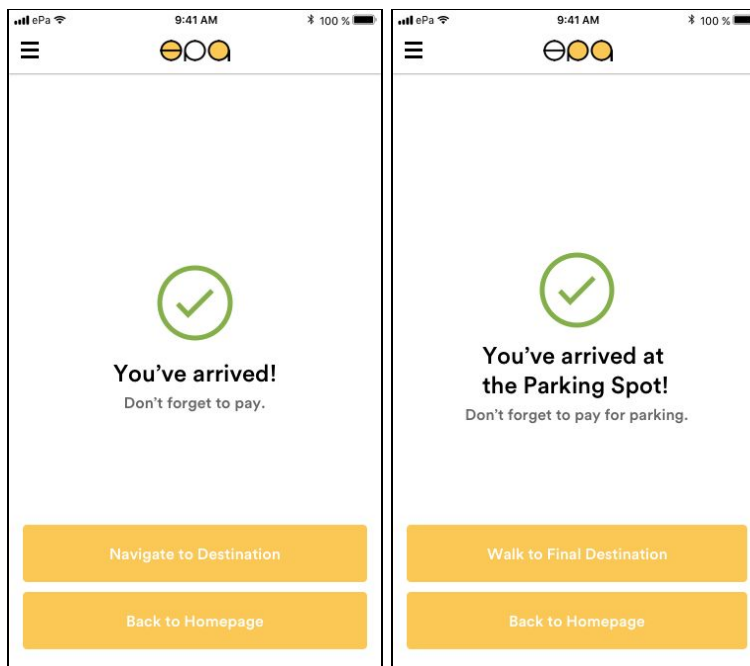 ePa 9:41 AM 100 %
epa
You've arrived!
Don't forget to pay.
Navigate to Destination
Back to Homepage
ePa 9:41 AM 100 %
epa
You've arrived at
the Parking Spot!
Don't forget to pay for parking.
Walk to Final Destination
Back to Homepage